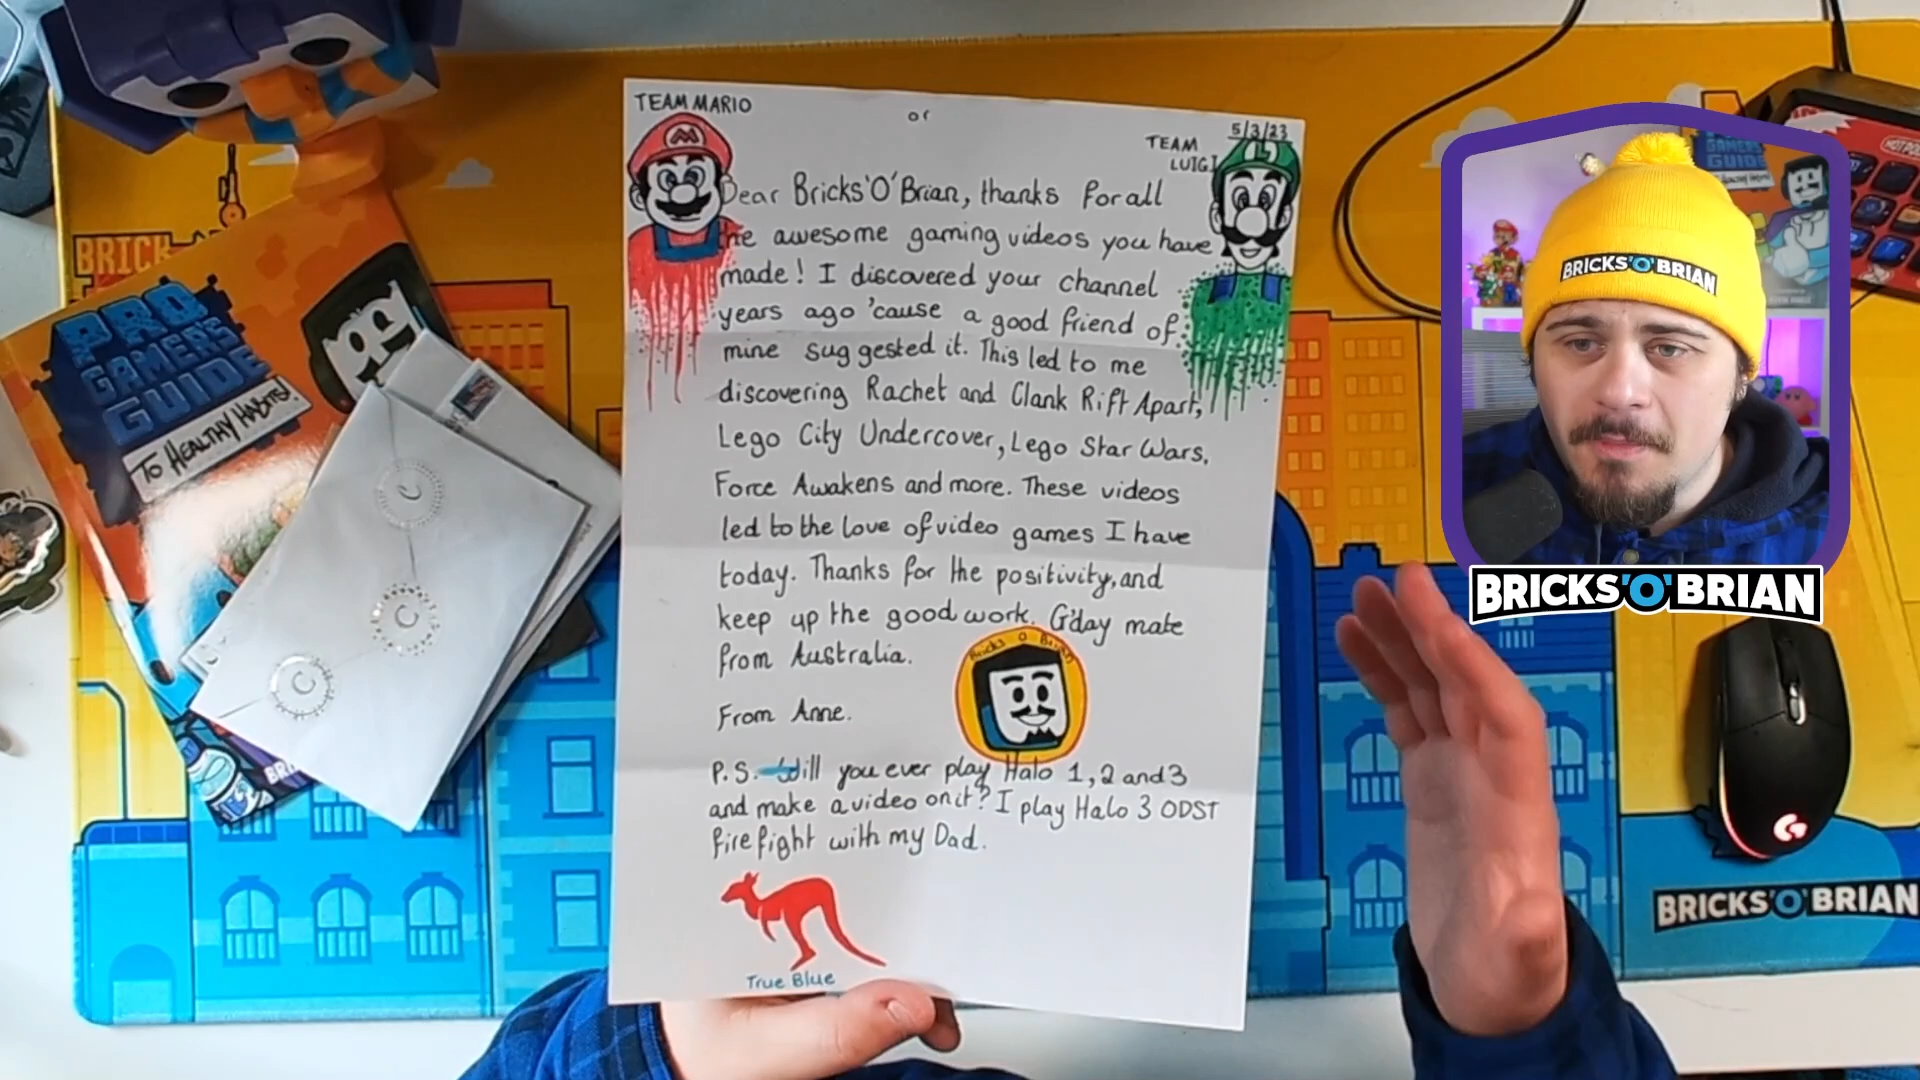 TEAM MARIO
or
5/3/23
TEAM
LUIGI
Dear Bricks'O'Brian, thanks for all
the awesome gaming videos you have
made! I discovered your channel
years ago 'cause a good friend of
mine suggested it. This led to me
discovering Rachet and Clank Rift Apart,
Lego City Undercover, Lego Star Wars,
Force Awakens and more. These videos
led to the love of video games I have
today. Thanks for the positivity, and
keep up the good work. G'day mate
from Australia.
Bricks O Brian
From Anne.
P.S. Will you ever play Halo 1, 2 and 3
and make a video on it? I play Halo 3 ODST
firefight with my Dad.
True Blue
BRICK
PRO
GAMER'S
GUIDE
TO HEALTHY HABITS!
C
C
C
BRICKS'O'BRIAN
GAMER'S
GUIDE
BRICKS'O'BRIAN
BRICKS'O'BRIAN